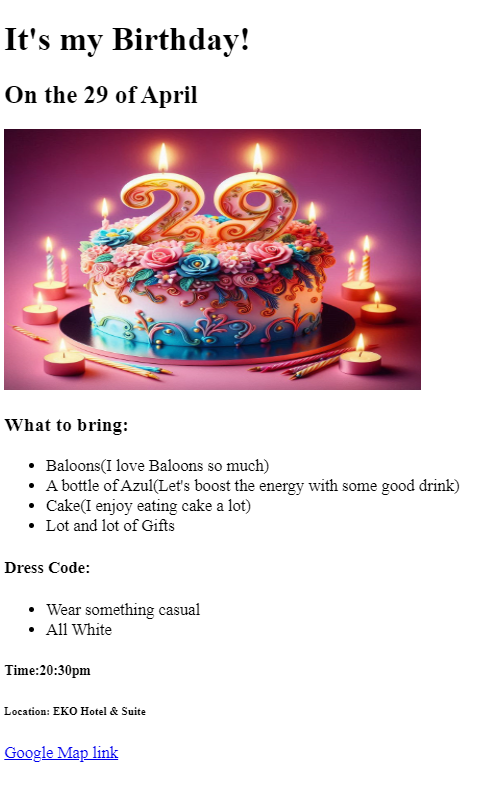 It's my Birthday!
On the 29 of April
29
What to bring:
Baloons(I love Baloons so much)
A bottle of Azul(Let's boost the energy with some good drink)
Cake(I enjoy eating cake a lot)
Lot and lot of Gifts
Dress Code:
Wear something casual
All White
Time:20:30pm
Location: EKO Hotel & Suite
Google Map link